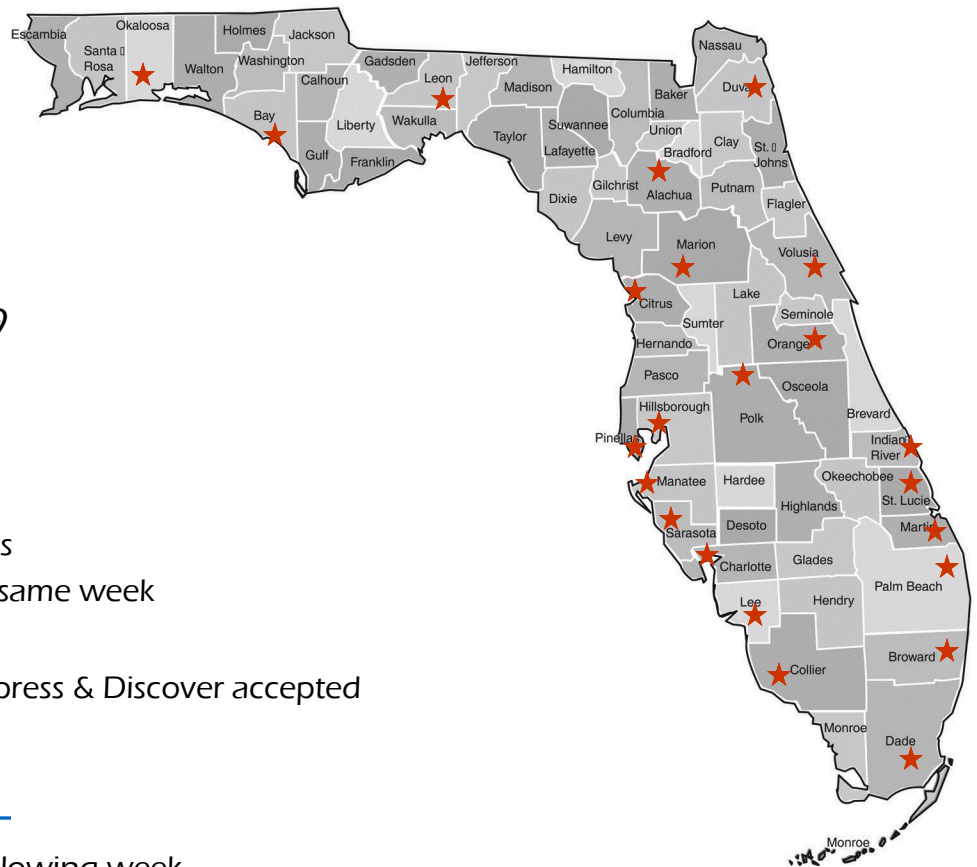 Escambia
Okaloosa
Santa
Rosa
Holmes
Jackson
Walton
Washington
Bay
Calhoun
Gulf
Liberty
Gadsden
Leon
Wakulla
Franklin
Jefferson
Madison
Taylor
Hamilton
Suwannee
Lafayette
Dixie
Columbia
Baker
Nassau
Duval
Union
Bradford
Clay
St.
Johns
Gilchrist
Alachua
Putnam
Flagler
Levy
Marion
Volusia
Citrus
Lake
Sumter
Seminole
Hernando
Orange
Pasco
Osceola
Hillsborough
Polk
Brevard
Pinellas
Indian
River
Manatee
Hardee
Okeechobee
Highlands
St. Lucie
Sarasota
Desoto
Martin
Charlotte
Glades
Palm Beach
Lee
Hendry
Collier
Broward
Monroe
Dade
Monroe
s
same week
press & Discover accepted
lowing week